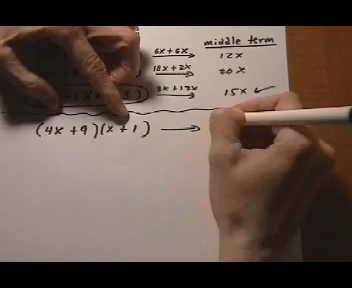 6x + 6x middle term
12x
18x + 2x 20x
3x + 12x 15x ✓
(4x + 9)(x + 1)